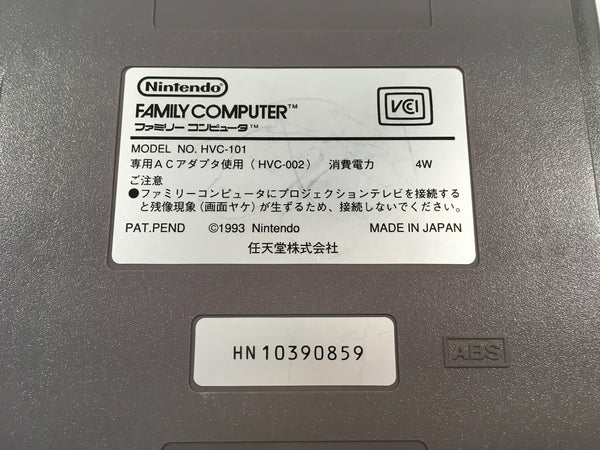 Nintendo
FAMILY COMPUTER™
ファミリー コンピュータ™
VCI
MODEL NO. HVC-101
専用ACアダプタ使用(HVC-002) 消費電力 4W
ご注意
●ファミリーコンピュータにプロジェクションテレビを接続する
と残像現象(画面ヤケ)が生ずるため、接続しないでください。
PAT.PEND ©1993 Nintendo MADE IN JAPAN
任天堂株式会社
HN10390859
ABS